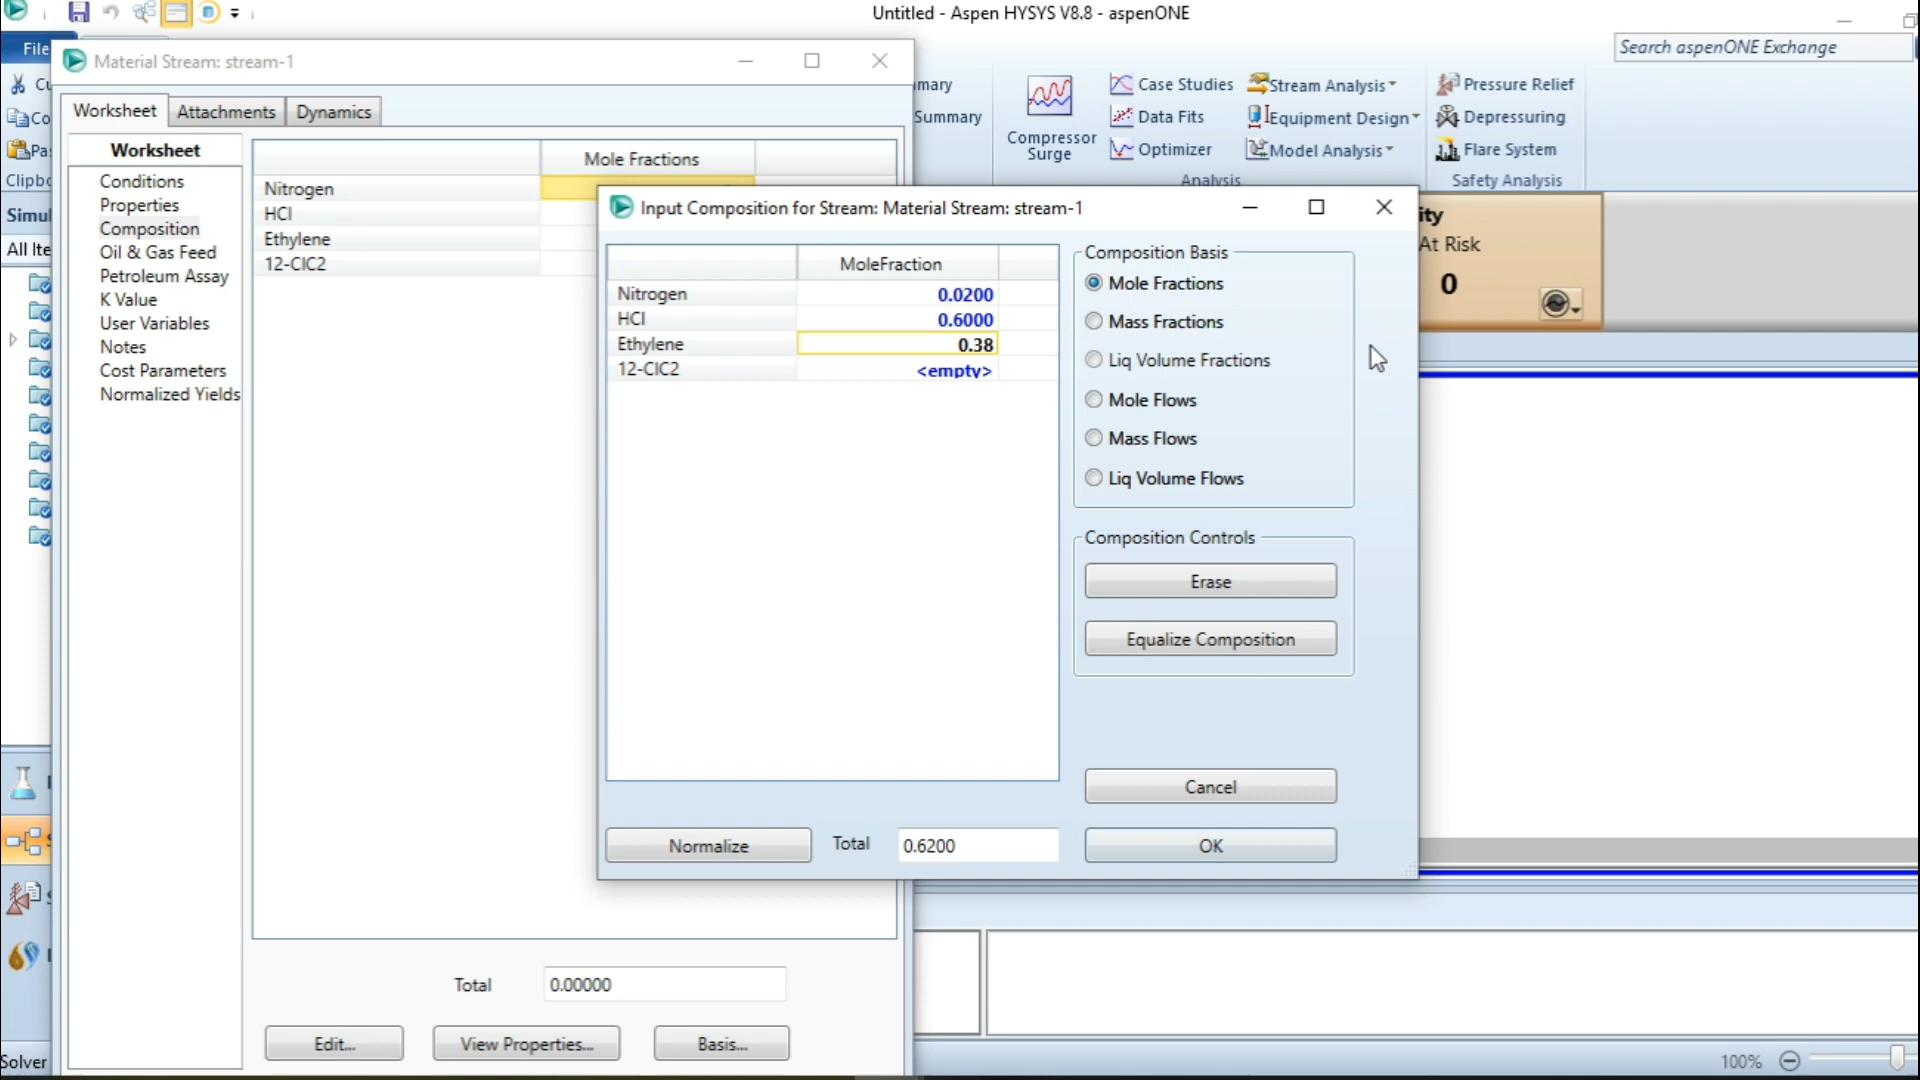 Untitled - Aspen HYSYS V8.8 - aspenONE
File
Search aspenONE Exchange
Material Stream: stream-1
Worksheet Attachments Dynamics
Summary
Compressor Surge
Case Studies
Data Fits
Optimizer
Stream Analysis
Equipment Design
Model Analysis
Analysis
Pressure Relief
Depressuring
Flare System
Safety Analysis
Clipbo
Simul
All Ite
Worksheet
Conditions
Properties
Composition
Oil & Gas Feed
Petroleum Assay
K Value
User Variables
Notes
Cost Parameters
Normalized Yields
Mole Fractions
Nitrogen
HCl
Ethylene
12-ClC2
Total 0.00000
Edit... View Properties... Basis...
Input Composition for Stream: Material Stream: stream-1
MoleFraction
Nitrogen 0.0200
HCl 0.6000
Ethylene 0.38
12-ClC2 <empty>
Normalize Total 0.6200
Composition Basis
Mole Fractions
Mass Fractions
Liq Volume Fractions
Mole Flows
Mass Flows
Liq Volume Flows
Composition Controls
Erase
Equalize Composition
Cancel
OK
ity
At Risk
0
Solver
100%